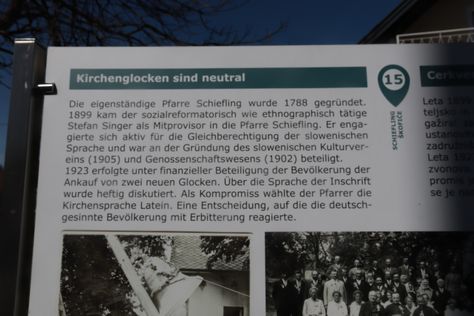 Kirchenglocken sind neutral
Die eigenständige Pfarre Schiefling wurde 1788 gegründet.
1899 kam der sozialreformatorisch wie ethnographisch tätige
Stefan Singer als Mitprovisor in die Pfarre Schiefling. Er enga-
gierte sich aktiv für die Gleichberechtigung der slowenischen
Sprache und war an der Gründung des slowenischen Kulturver-
eins (1905) und Genossenschaftswesens (1902) beteiligt.
1923 erfolgte unter finanzieller Beteiligung der Bevölkerung der
Ankauf von zwei neuen Glocken. Über die Sprache der Inschrift
wurde heftig diskutiert. Als Kompromiss wählte der Pfarrer die
Kirchensprache Latein. Eine Entscheidung, auf die die deutsch-
gesinnte Bevölkerung mit Erbitterung reagierte.
15
SCHIEFLING
ŠKOFIČE
Leta 1899